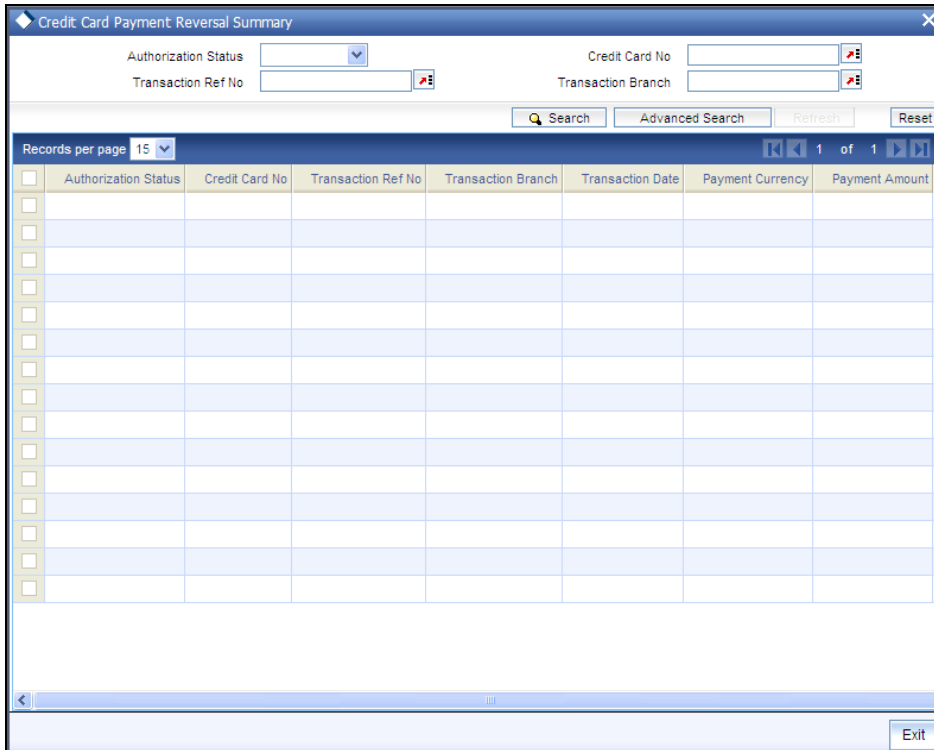 Credit Card Payment Reversal Summary
Authorization Status
Credit Card No
Transaction Ref No
Transaction Branch
Search
Advanced Search
Refresh
Reset
Records per page 15
1 of 1
Authorization Status
Credit Card No
Transaction Ref No
Transaction Branch
Transaction Date
Payment Currency
Payment Amount
Exit